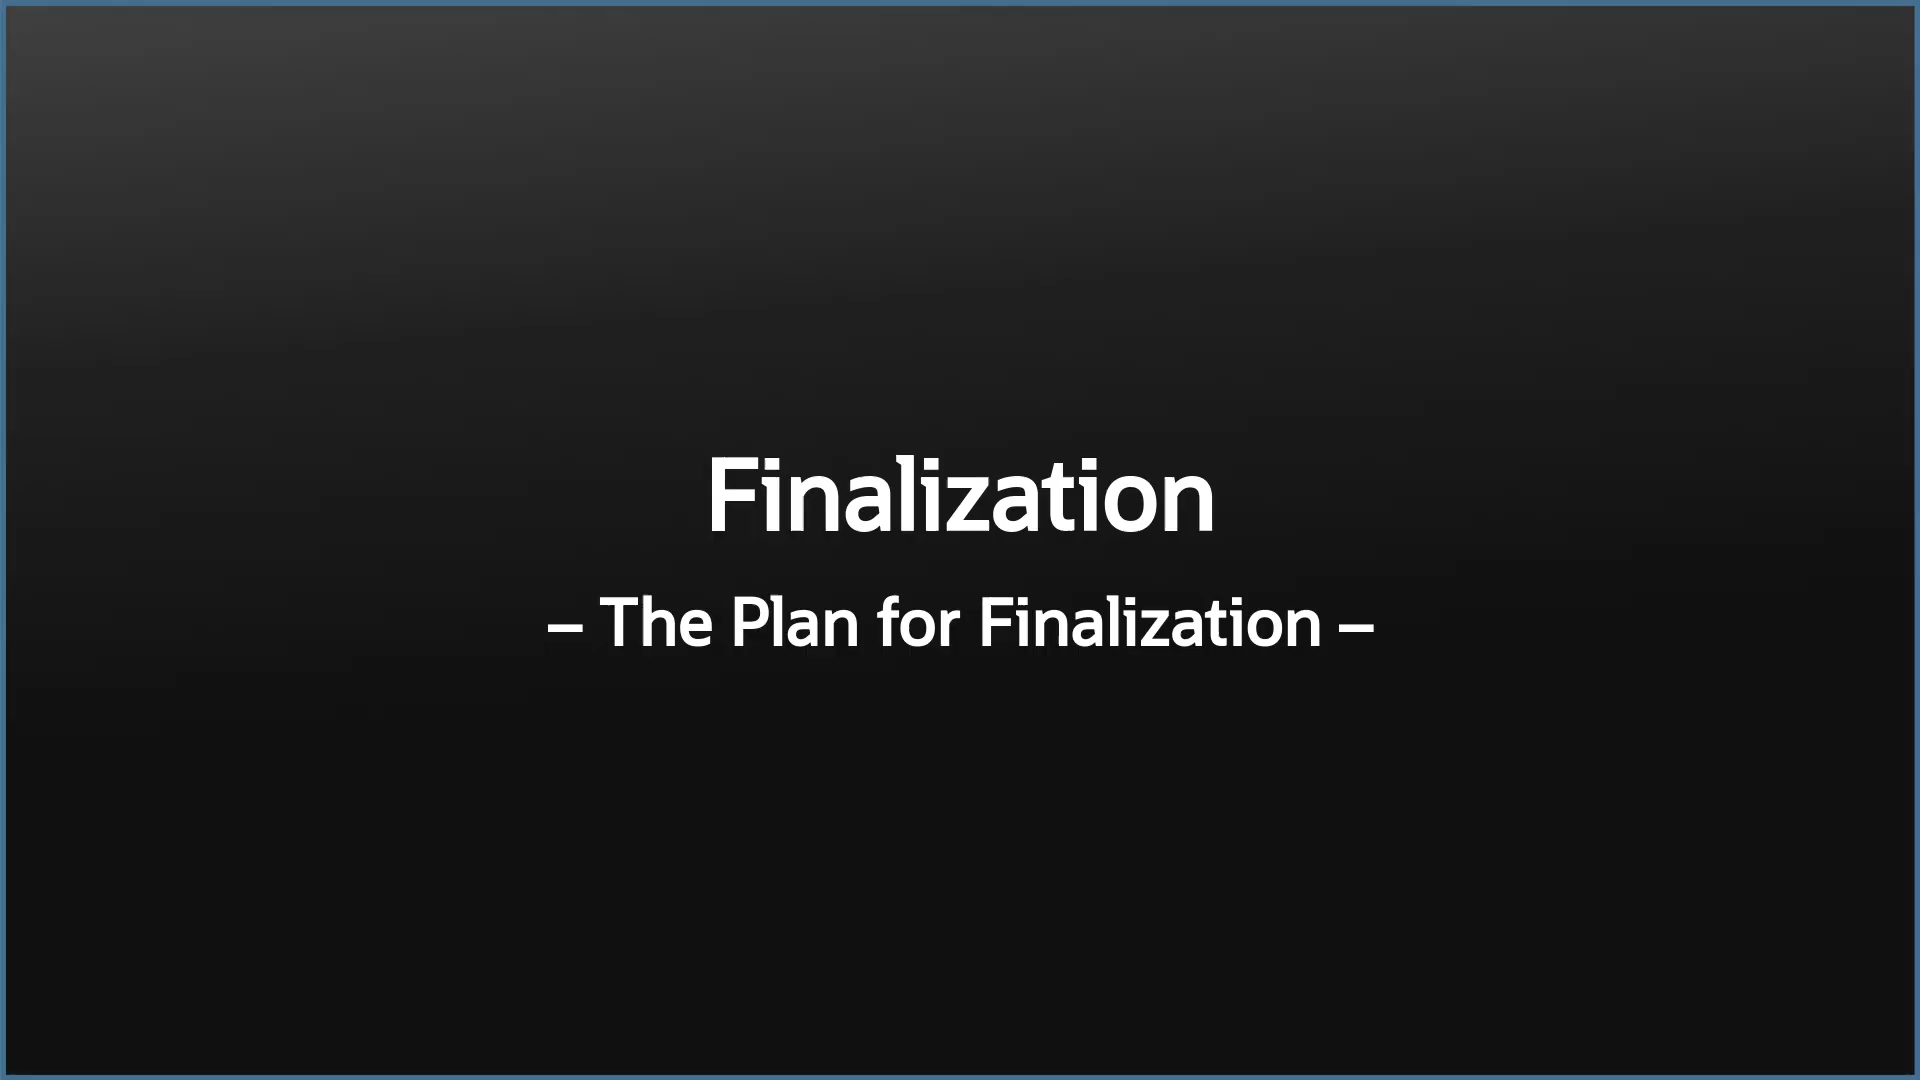 Finalization
– The Plan for Finalization –